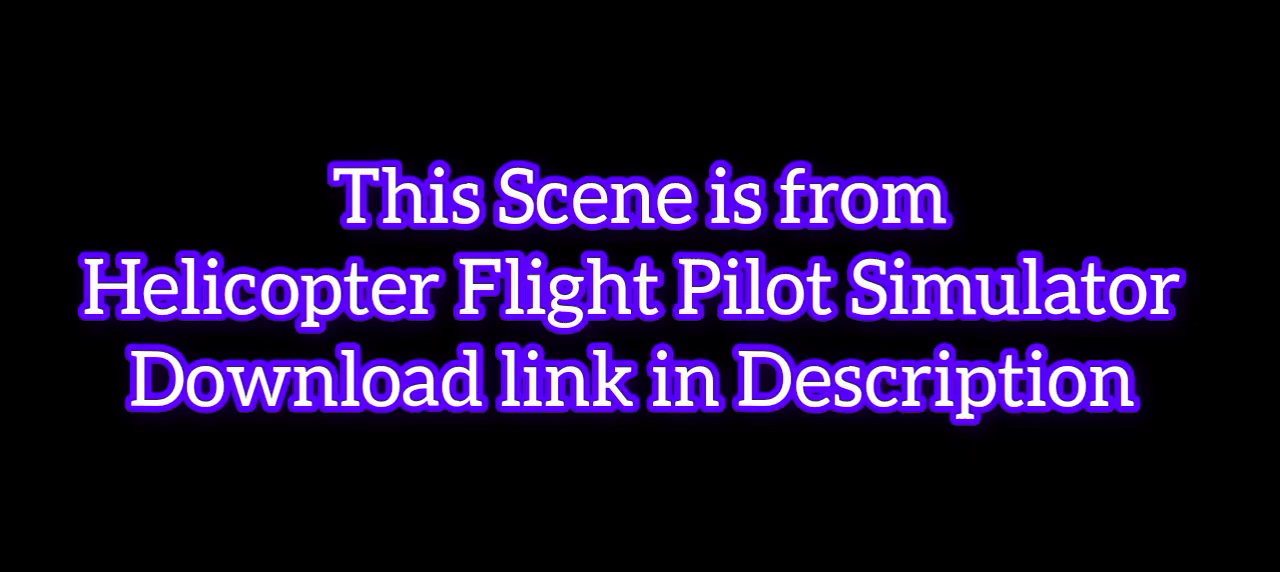 This Scene is from
Helicopter Flight Pilot Simulator
Download link in Description